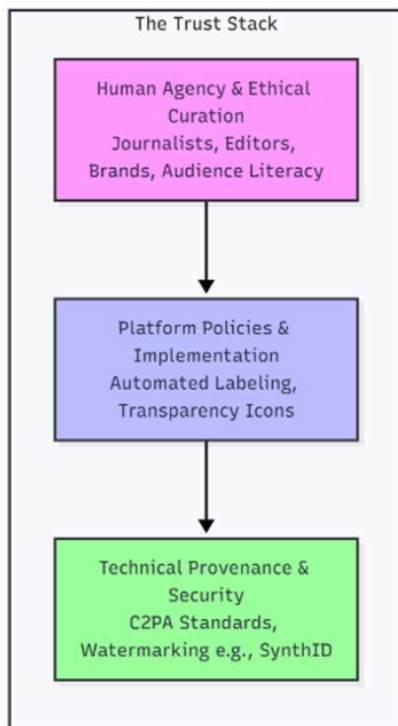 The Trust Stack
Human Agency & Ethical
Curation
Journalists, Editors,
Brands, Audience Literacy
Platform Policies &
Implementation
Automated Labeling,
Transparency Icons
Technical Provenance &
Security
C2PA Standards,
Watermarking e.g., SynthID